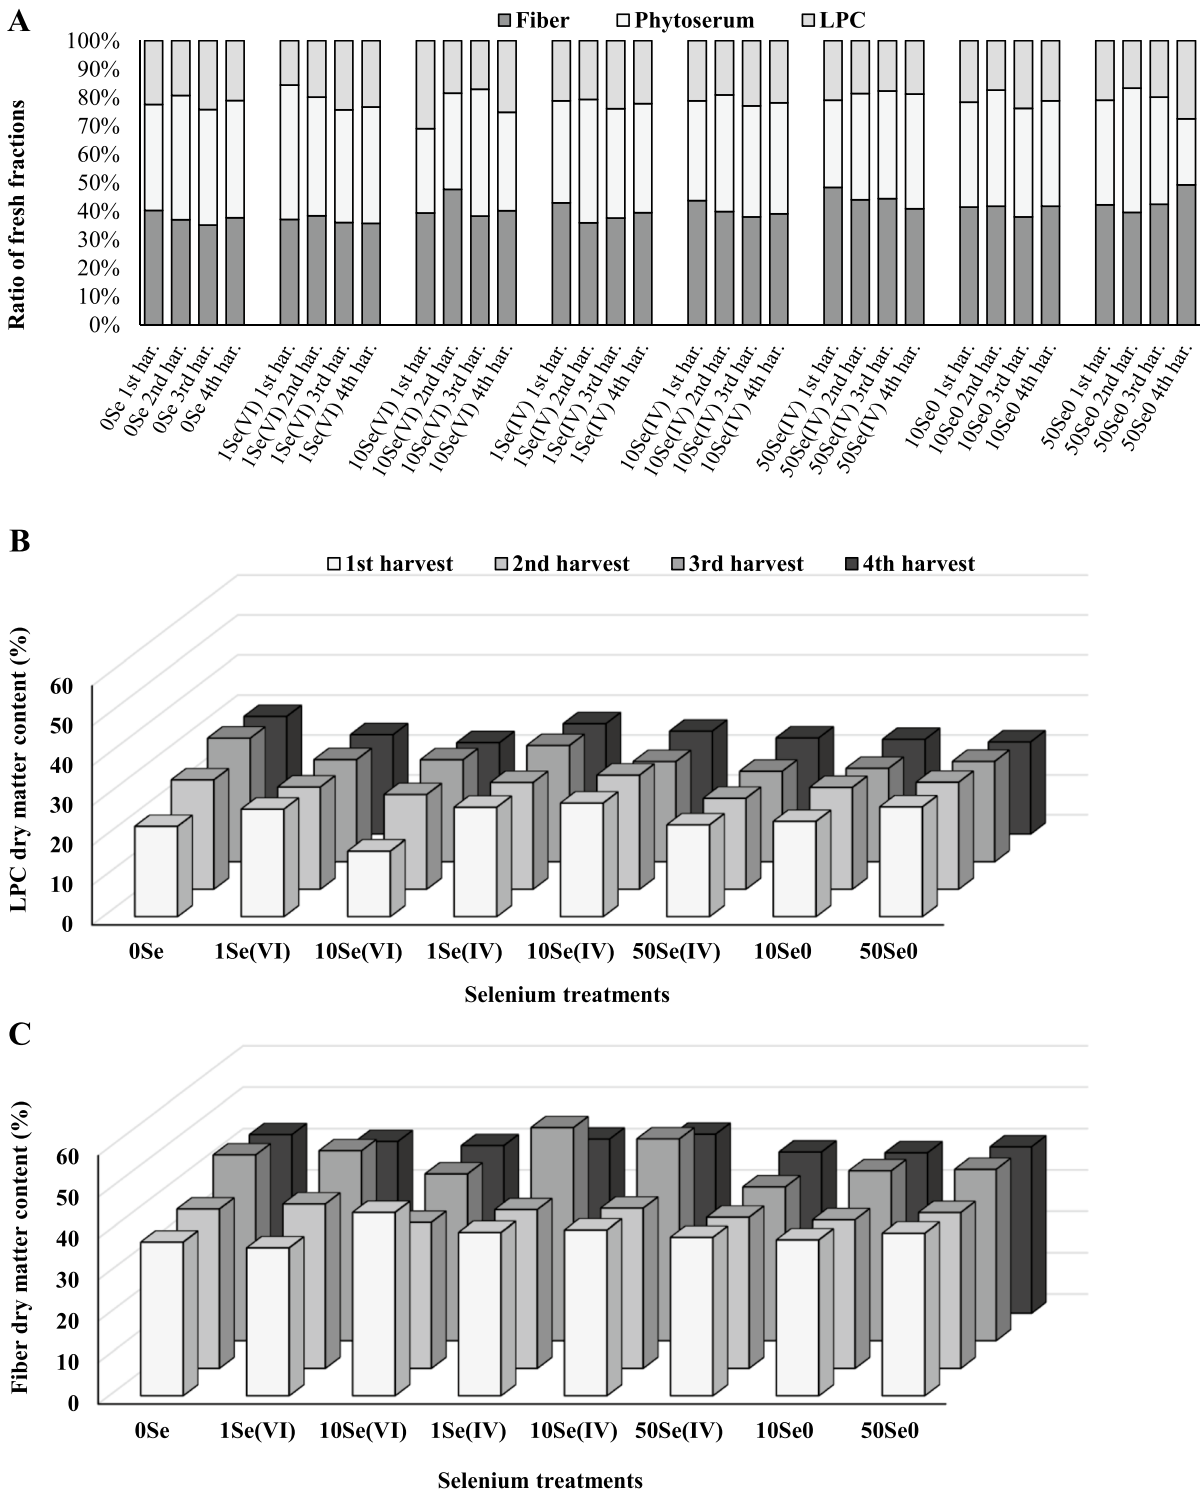 A
Fiber Phytoserum LPC
Ratio of fresh fractions
100%
90%
80%
70%
60%
50%
40%
30%
20%
10%
0%
0Se 1st har.
0Se 2nd har.
0Se 3rd har.
0Se 4th har.
1Se(VI) 1st har.
1Se(VI) 2nd har.
1Se(VI) 3rd har.
1Se(VI) 4th har.
10Se(VI) 1st har.
10Se(VI) 2nd har.
10Se(VI) 3rd har.
10Se(VI) 4th har.
1Se(IV) 1st har.
1Se(IV) 2nd har.
1Se(IV) 3rd har.
1Se(IV) 4th har.
10Se(IV) 1st har.
10Se(IV) 2nd har.
10Se(IV) 3rd har.
10Se(IV) 4th har.
50Se(IV) 1st har.
50Se(IV) 2nd har.
50Se(IV) 3rd har.
50Se(IV) 4th har.
10Se0 1st har.
10Se0 2nd har.
10Se0 3rd har.
10Se0 4th har.
50Se0 1st har.
50Se0 2nd har.
50Se0 3rd har.
50Se0 4th har.
B
1st harvest 2nd harvest 3rd harvest 4th harvest
LPC dry matter content (%)
60
50
40
30
20
10
0
0Se 1Se(VI) 10Se(VI) 1Se(IV) 10Se(IV) 50Se(IV) 10Se0 50Se0
Selenium treatments
C
Fiber dry matter content (%)
60
50
40
30
20
10
0
0Se 1Se(VI) 10Se(VI) 1Se(IV) 10Se(IV) 50Se(IV) 10Se0 50Se0
Selenium treatments